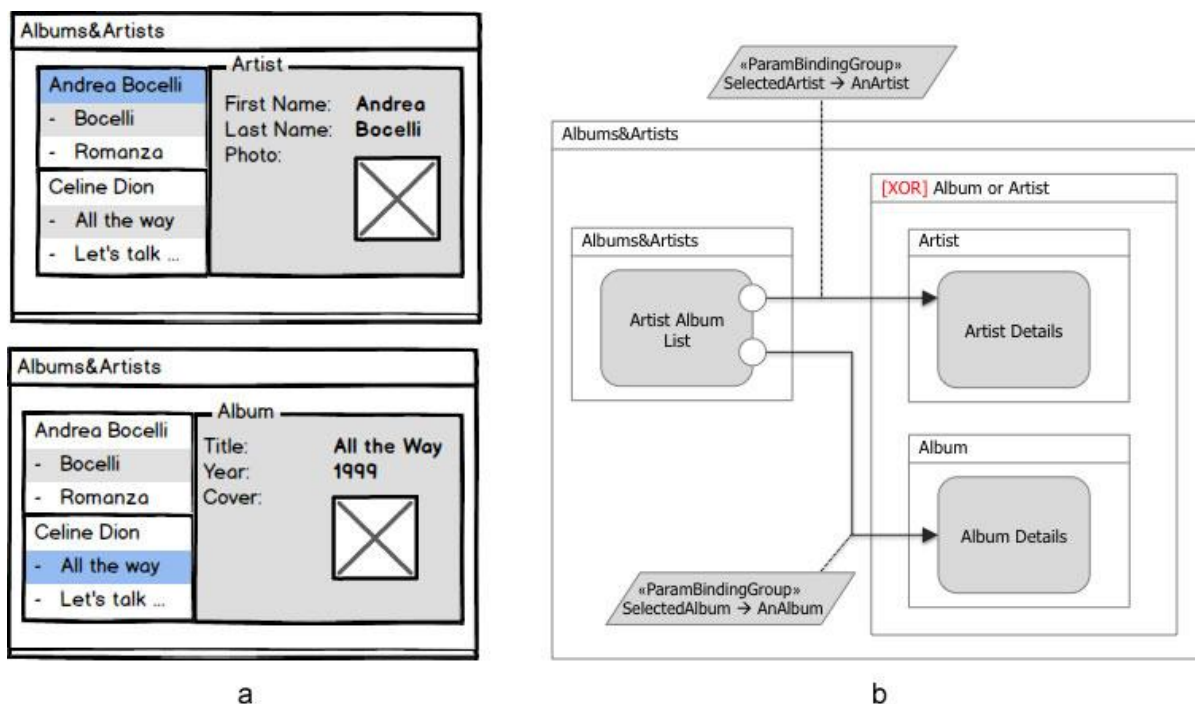 Albums&Artists
Andrea Bocelli
- Bocelli
- Romanza
Celine Dion
- All the way
- Let's talk ...
Artist
First Name: Andrea
Last Name: Bocelli
Photo:
Albums&Artists
Andrea Bocelli
- Bocelli
- Romanza
Celine Dion
- All the way
- Let's talk ...
Album
Title: All the Way
Year: 1999
Cover:
a
«ParamBindingGroup»
SelectedArtist → AnArtist
Albums&Artists
[XOR] Album or Artist
Albums&Artists
Artist Album
List
Artist
Artist Details
Album
Album Details
«ParamBindingGroup»
SelectedAlbum → AnAlbum
b